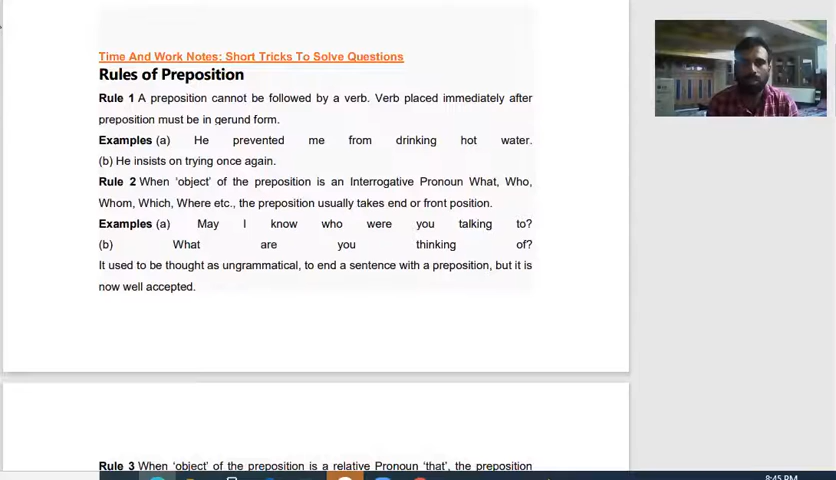 Time And Work Notes: Short Tricks To Solve Questions
Rules of Preposition
Rule 1 A preposition cannot be followed by a verb. Verb placed immediately after
preposition must be in gerund form.
Examples (a) He prevented me from drinking hot water.
(b) He insists on trying once again.
Rule 2 When ‘object’ of the preposition is an Interrogative Pronoun What, Who,
Whom, Which, Where etc., the preposition usually takes end or front position.
Examples (a) May I know who were you talking to?
(b) What are you thinking of?
It used to be thought as ungrammatical, to end a sentence with a preposition, but it is
now well accepted.
Rule 3 When ‘object’ of the preposition is a relative Pronoun ‘that’, the preposition
8:45 PM